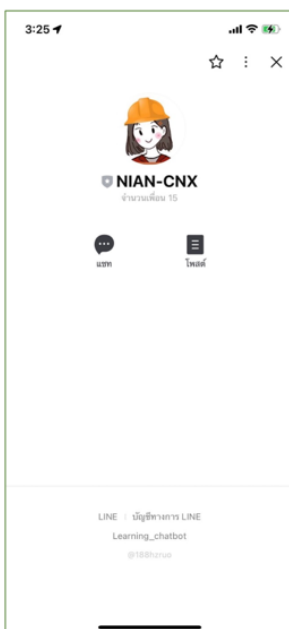 3:25
NIAN-CNX
จำนวนเพื่อน 15
แชท
โพสต์
LINE | บัญชีทางการ LINE
Learning_chatbot